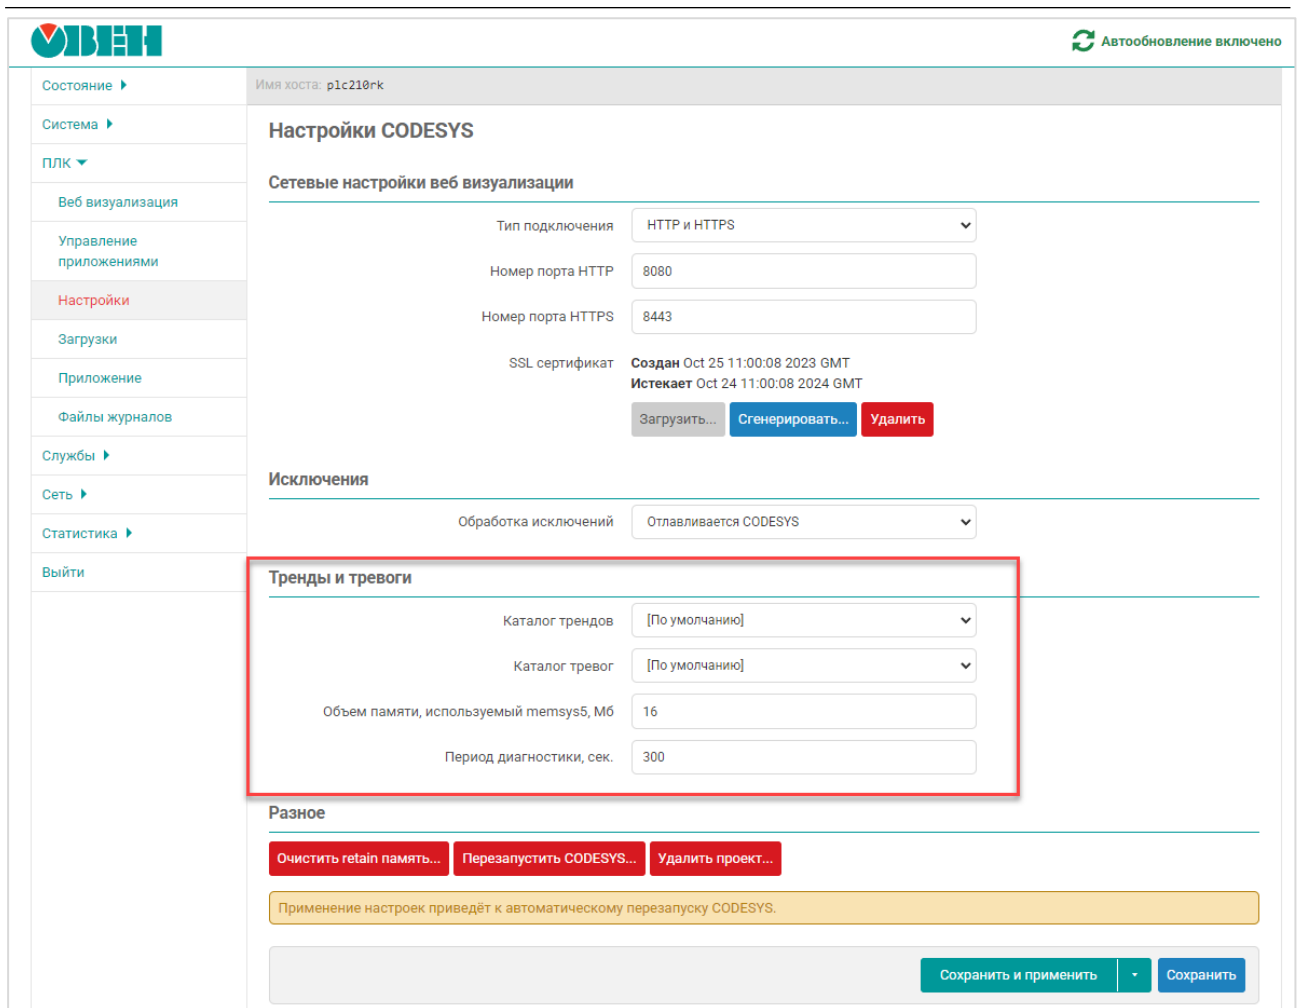 ОВЕН
Автообновление включено
Состояние
Имя хоста: plc210rk
Система
Настройки CODESYS
ПЛК
Сетевые настройки веб визуализации
Веб визуализация
Тип подключения
HTTP и HTTPS
Управление
приложениями
Номер порта HTTP
8080
Настройки
Номер порта HTTPS
8443
Загрузки
SSL сертификат
Создан Oct 25 11:00:08 2023 GMT
Истекает Oct 24 11:00:08 2024 GMT
Приложение
Загрузить...
Сгенерировать...
Удалить
Файлы журналов
Службы
Исключения
Сеть
Обработка исключений
Отлавливается CODESYS
Статистика
Выйти
Тренды и тревоги
Каталог трендов
[По умолчанию]
Каталог тревог
[По умолчанию]
Объем памяти, используемый memsys5, Мб
16
Период диагностики, сек.
300
Разное
Очистить retain память...
Перезапустить CODESYS...
Удалить проект...
Применение настроек приведёт к автоматическому перезапуску CODESYS.
Сохранить и применить
Сохранить